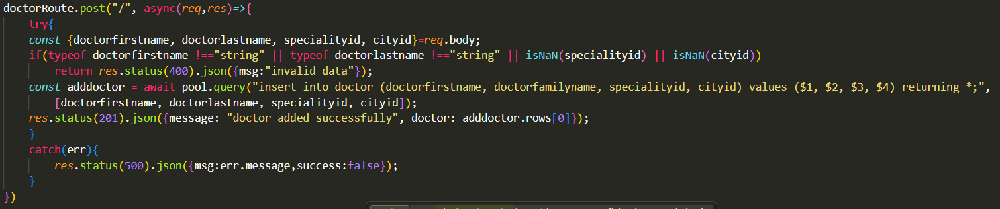 doctorRoute.post("/", async(req,res)=>{
try{
const {doctorfirstname, doctorlastname, specialityid, cityid}=req.body;
if(typeof doctorfirstname !=="string" || typeof doctorlastname !=="string" || isNaN(specialityid) || isNaN(cityid))
return res.status(400).json({msg:"invalid data"});
const adddoctor = await pool.query("insert into doctor (doctorfirstname, doctorfamilyname, specialityid, cityid) values ($1, $2, $3, $4) returning *;",
[doctorfirstname, doctorlastname, specialityid, cityid]);
res.status(201).json({message: "doctor added successfully", doctor: adddoctor.rows[0]});
}
catch(err){
res.status(500).json({msg:err.message,success:false});
}
})